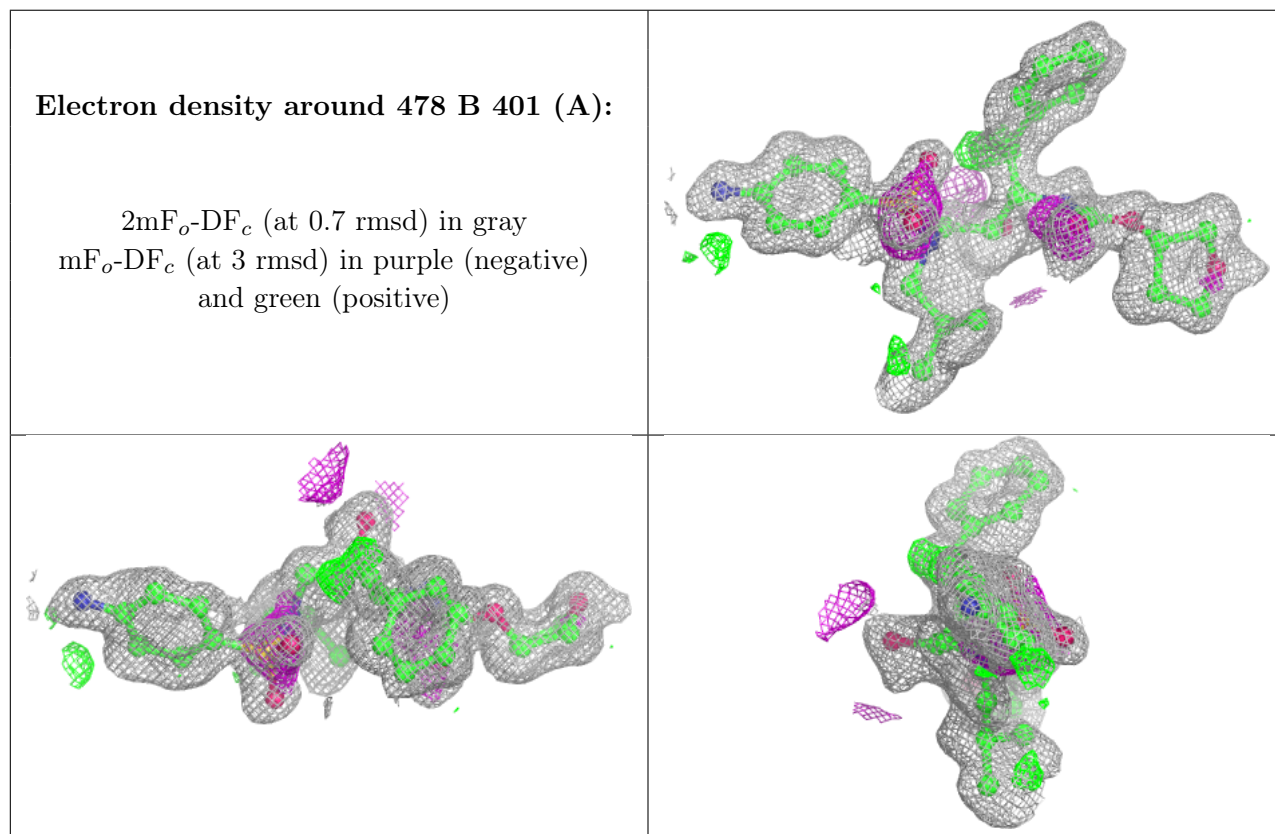 Electron density around 478 B 401 (A):
2mFₒ-DF𝒸 (at 0.7 rmsd) in gray
mFₒ-DF𝒸 (at 3 rmsd) in purple (negative)
and green (positive)